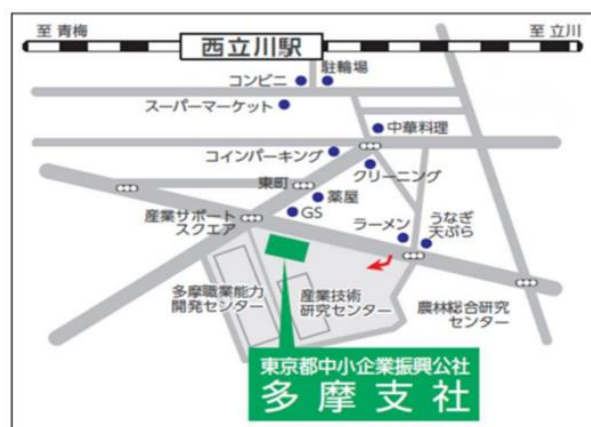 至 青梅
至 立川
西立川駅
駐輪場
コンビニ
スーパーマーケット
中華料理
コインパーキング
クリーニング
東町
薬屋
GS
産業サポート
スクエア
ラーメン
うなぎ
天ぷら
多摩職業能力
開発センター
産業技術
研究センター
農林総合研究
センター
東京都中小企業振興公社
多摩支社